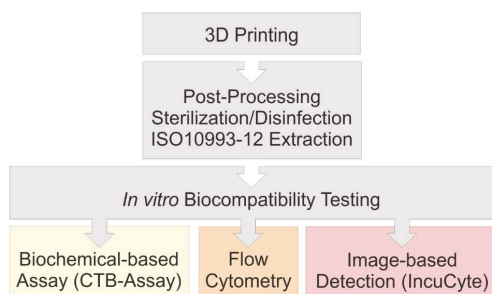 3D Printing
Post-Processing
Sterilization/Disinfection
ISO10993-12 Extraction
In vitro Biocompatibility Testing
Biochemical-based
Assay (CTB-Assay)
Flow
Cytometry
Image-based
Detection (IncuCyte)